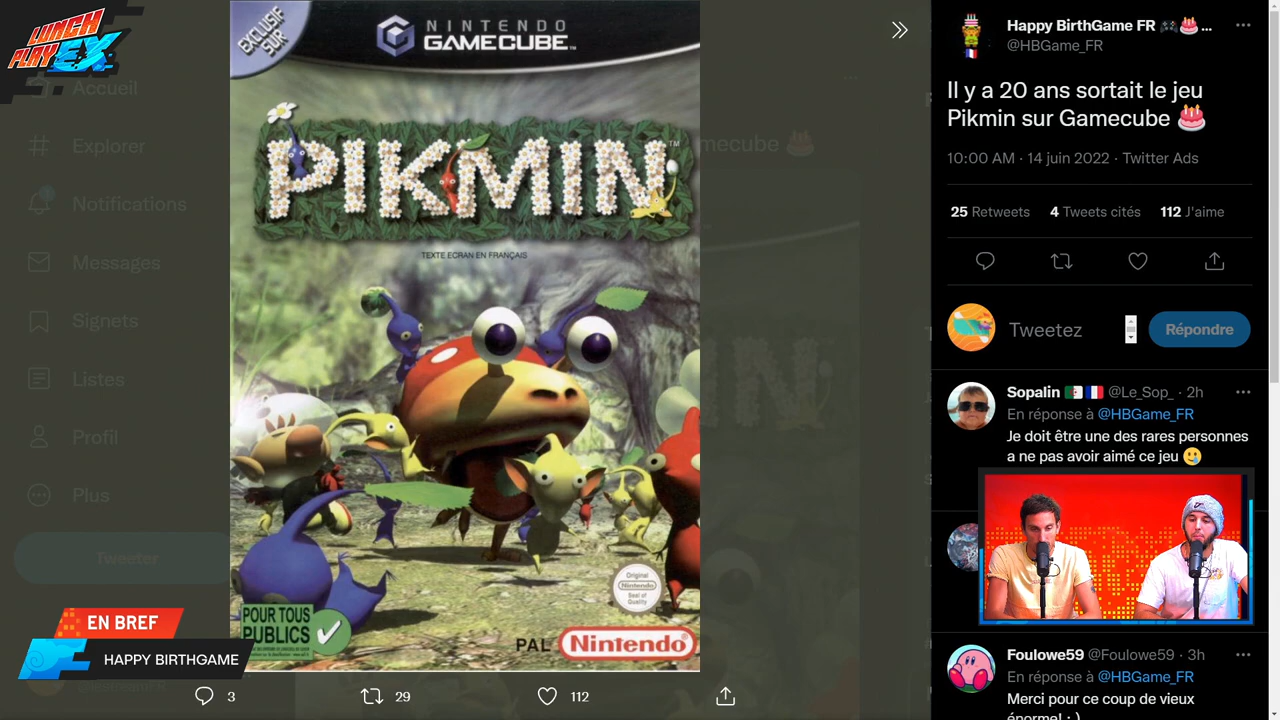 LUNCH
PLAY EX
Accueil
Explorer
Notifications
Messages
Signets
Listes
Profil
Plus
Tweeter
EXCLUSIF
SUR
NINTENDO
GAMECUBE™
PIKMIN™
TEXTE ECRAN EN FRANÇAIS
Original
Nintendo
Seal of
Quality
POUR TOUS
PUBLICS
PAL
Nintendo®
EN BREF
HAPPY BIRTHGAME
3
29
112
mecube 🎂
Happy BirthGame FR 🎮🎂...
@HBGame_FR
Il y a 20 ans sortait le jeu
Pikmin sur Gamecube 🎂
10:00 AM · 14 juin 2022 · Twitter Ads
25 Retweets 4 Tweets cités 112 J'aime
Tweetez
Répondre
Sopalin 🇩🇿🇫🇷 @Le_Sop_ · 2h
En réponse à @HBGame_FR
Je doit être une des rares personnes
a ne pas avoir aimé ce jeu 🥲
Foulowe59 @Foulowe59 · 3h
En réponse à @HBGame_FR
Merci pour ce coup de vieux
énorme! : )